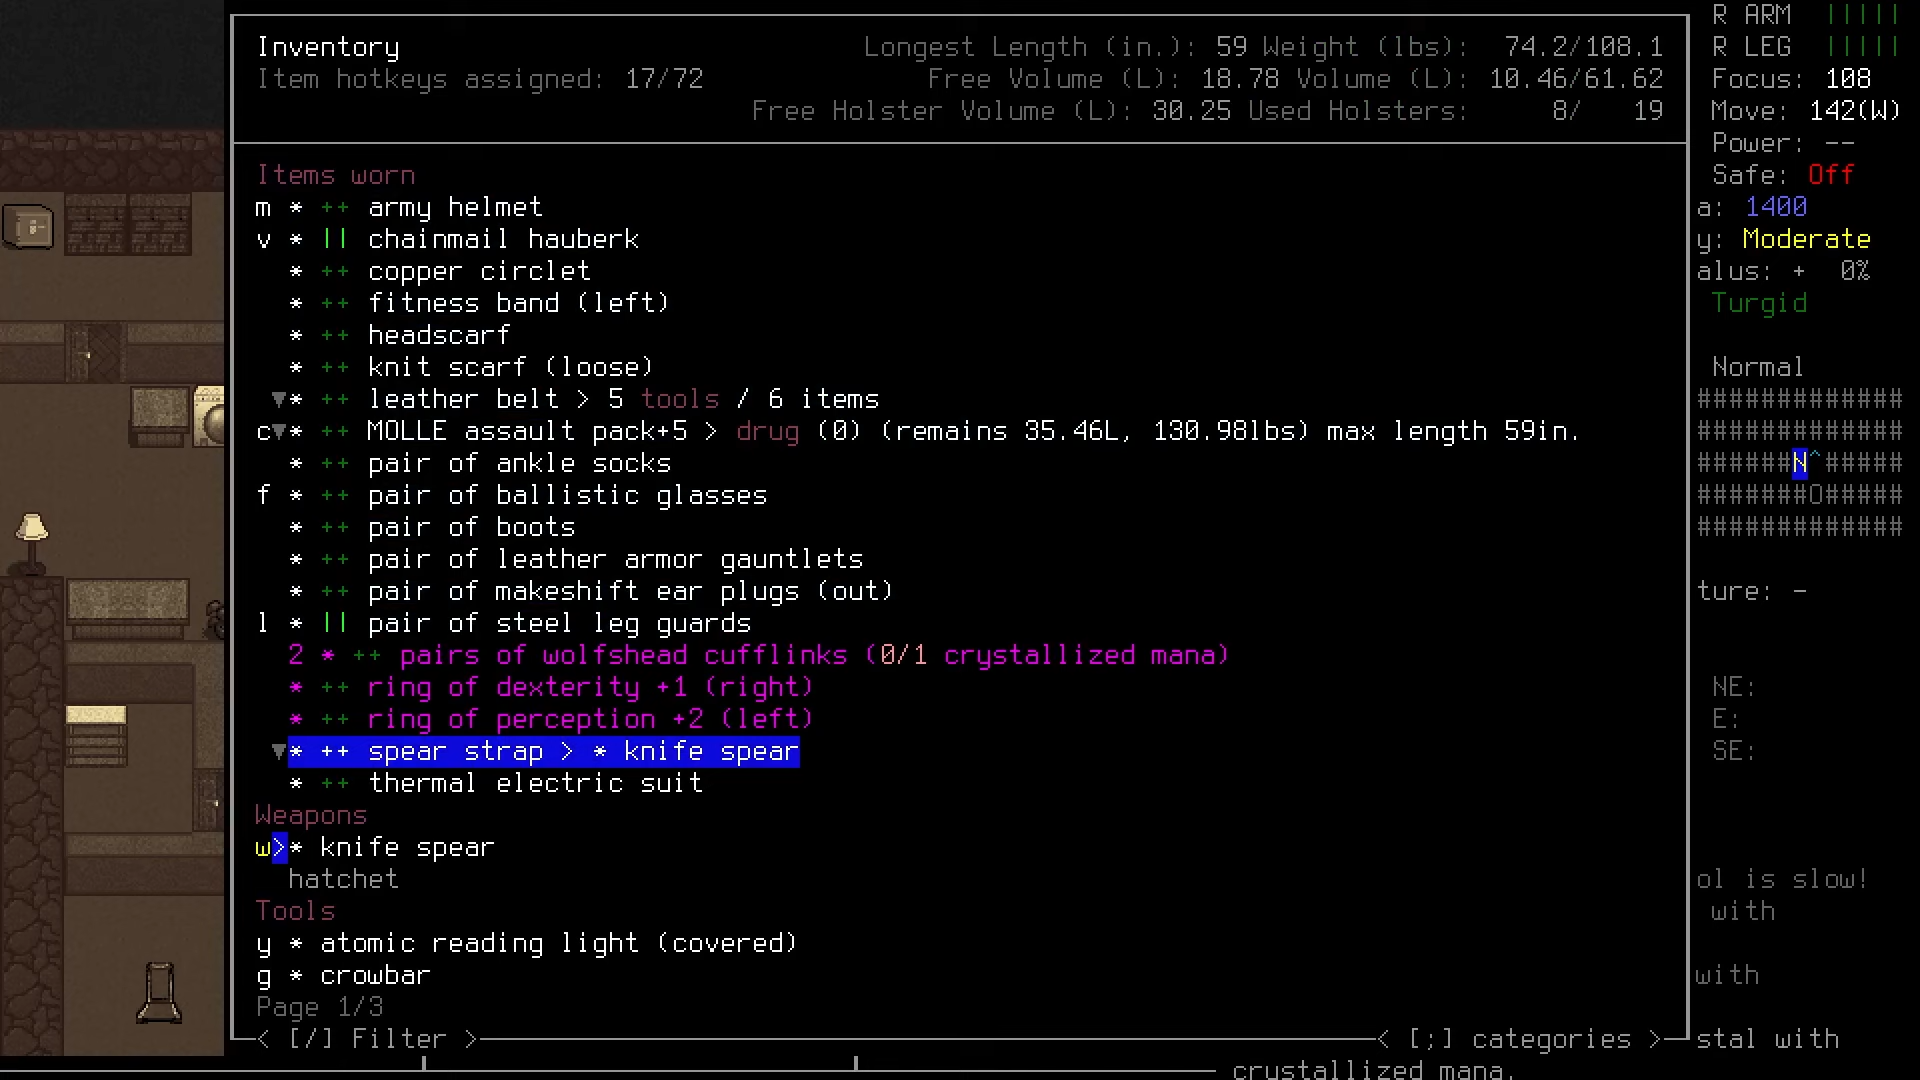 Inventory
Longest Length (in.): 59 Weight (lbs): 74.2/108.1
Item hotkeys assigned: 17/72
Free Volume (L): 18.78 Volume (L): 10.46/61.62
Free Holster Volume (L): 30.25 Used Holsters: 8/ 19
Items worn
m * ++ army helmet
v * || chainmail hauberk
* ++ copper circlet
* ++ fitness band (left)
* ++ headscarf
* ++ knit scarf (loose)
▼* ++ leather belt > 5 tools / 6 items
c▼* ++ MOLLE assault pack+5 > drug (0) (remains 35.46L, 130.98lbs) max length 59in.
* ++ pair of ankle socks
f * ++ pair of ballistic glasses
* ++ pair of boots
* ++ pair of leather armor gauntlets
* ++ pair of makeshift ear plugs (out)
l * || pair of steel leg guards
2 * ++ pairs of wolfshead cufflinks (0/1 crystallized mana)
* ++ ring of dexterity +1 (right)
* ++ ring of perception +2 (left)
▼* ++ spear strap > * knife spear
* ++ thermal electric suit
Weapons
w>* knife spear
hatchet
Tools
y * atomic reading light (covered)
g * crowbar
Page 1/3
< [/] Filter >
< [;] categories >
R ARM |||||
R LEG |||||
Focus: 108
Move: 142(W)
Power: --
Safe: Off
a: 1400
y: Moderate
alus: + 0%
Turgid
Normal
#############
#############
######N^#####
#######O#####
#############
ture: -
NE:
E:
SE:
ol is slow!
with
with
stal with
crystallized mana.